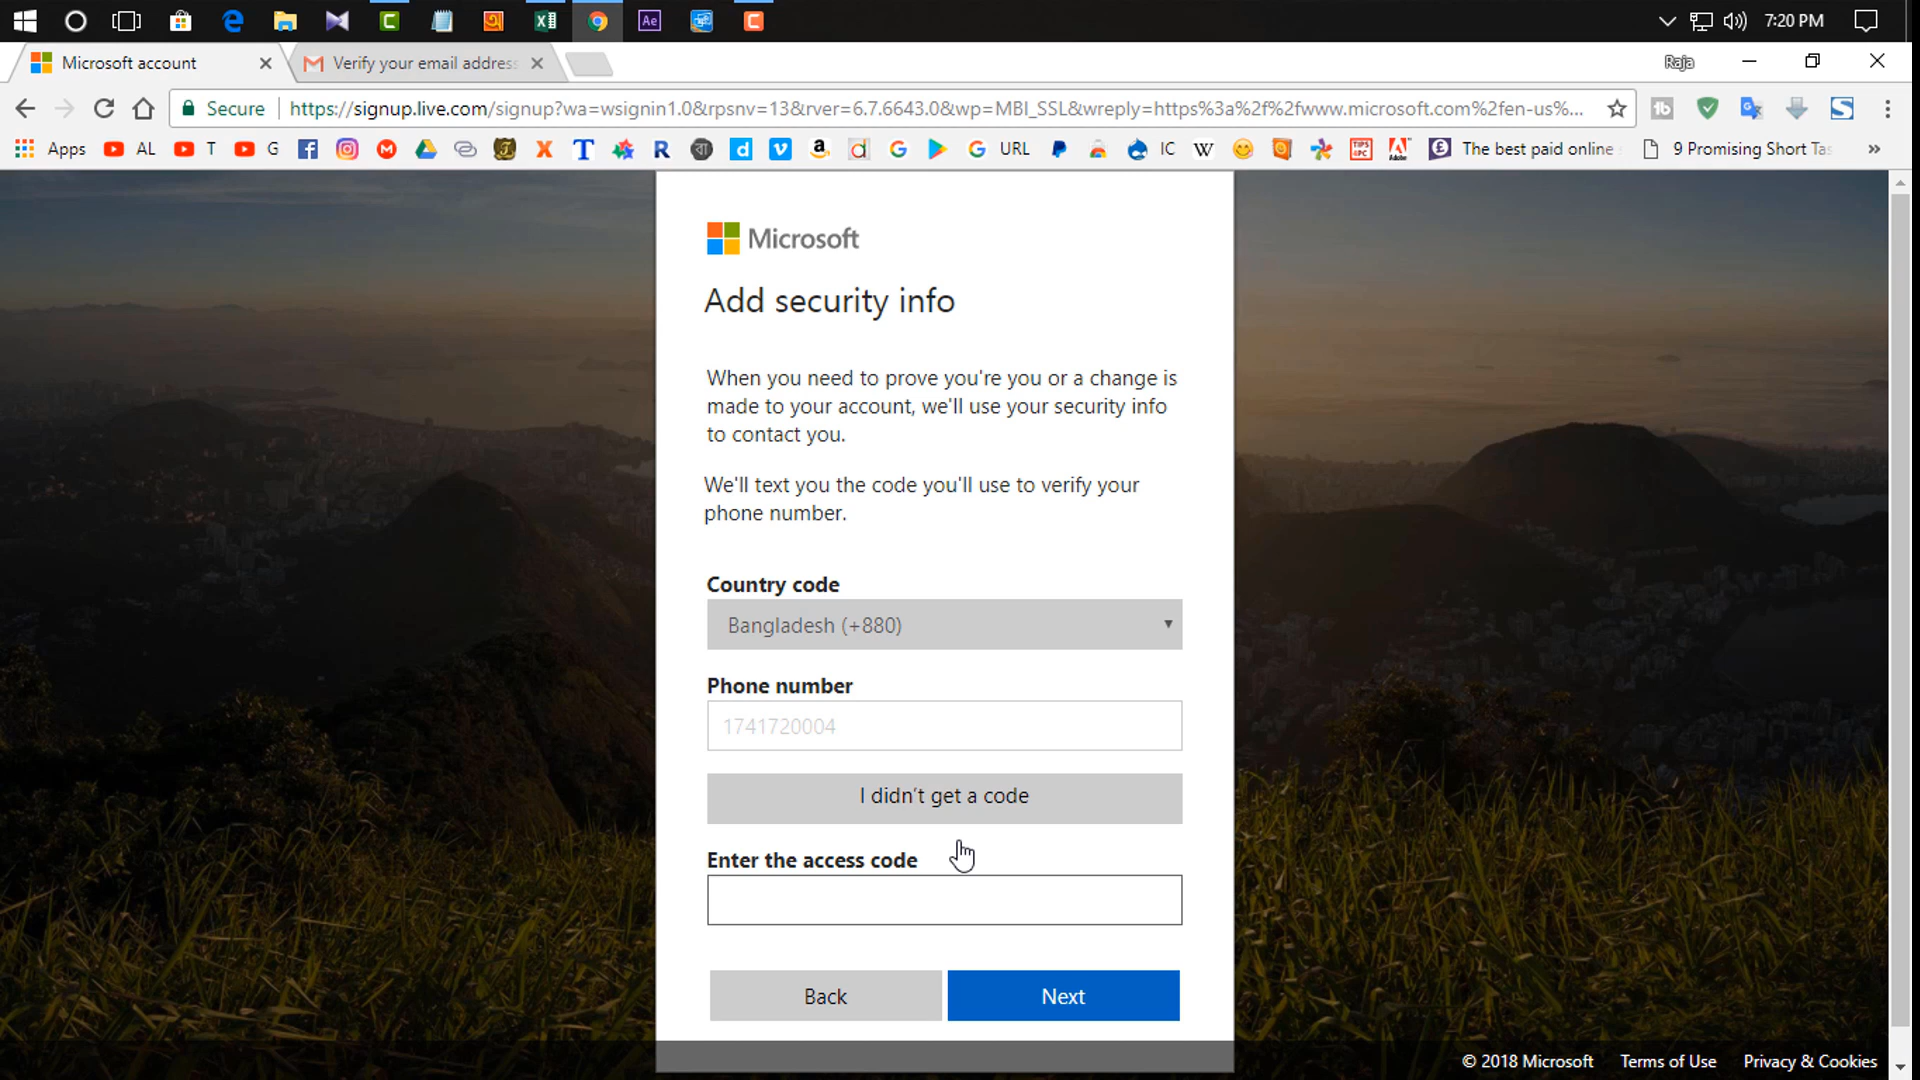 Ae
7:20 PM
Microsoft account
Verify your email address
Raja
Secure
https://signup.live.com/signup?wa=wsignin1.0&rpsnv=13&rver=6.7.6643.0&wp=MBI_SSL&wreply=https%3a%2f%2fwww.microsoft.com%2fen-us%...
Apps AL T G URL IC W The best paid online 9 Promising Short Tas »
Microsoft
Add security info
When you need to prove you're you or a change is
made to your account, we'll use your security info
to contact you.
We'll text you the code you'll use to verify your
phone number.
Country code
Bangladesh (+880)
Phone number
1741720004
I didn't get a code
Enter the access code
Back Next
© 2018 Microsoft Terms of Use Privacy & Cookies